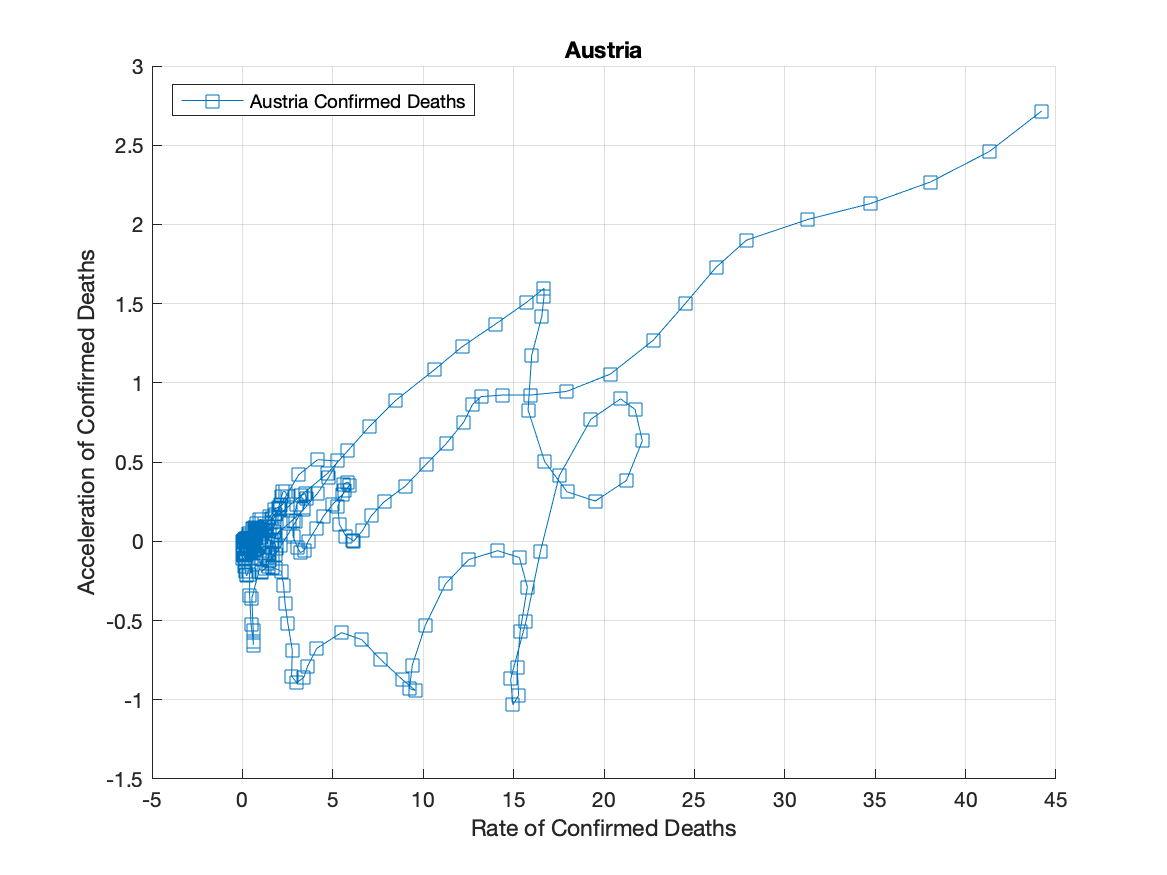 Austria
Austria Confirmed Deaths
Acceleration of Confirmed Deaths
3
2.5
2
1.5
1
0.5
0
-0.5
-1
-1.5
-5 0 5 10 15 20 25 30 35 40 45
Rate of Confirmed Deaths